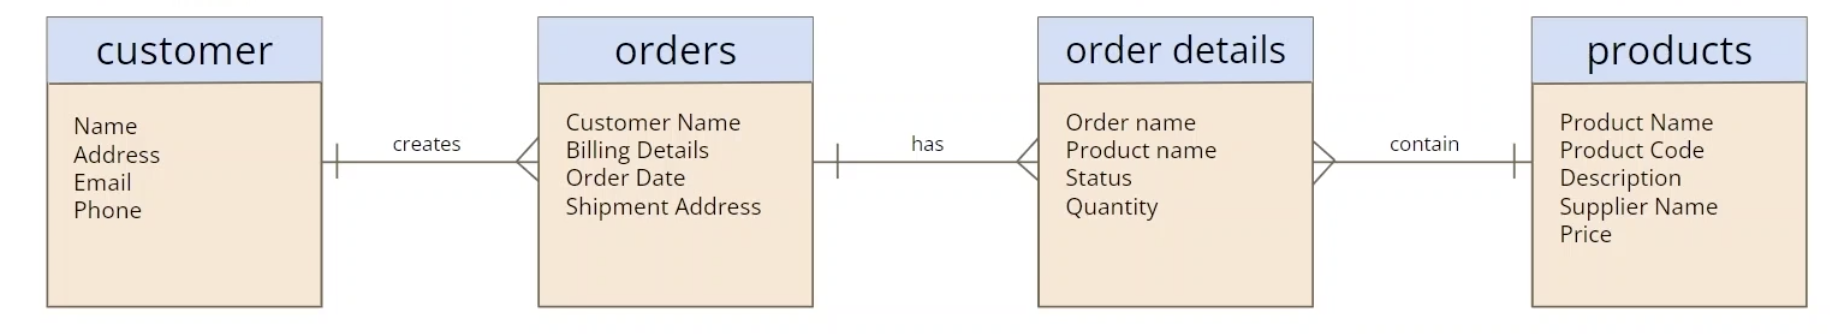 customer
Name
Address
Email
Phone
creates
orders
Customer Name
Billing Details
Order Date
Shipment Address
has
order details
Order name
Product name
Status
Quantity
contain
products
Product Name
Product Code
Description
Supplier Name
Price